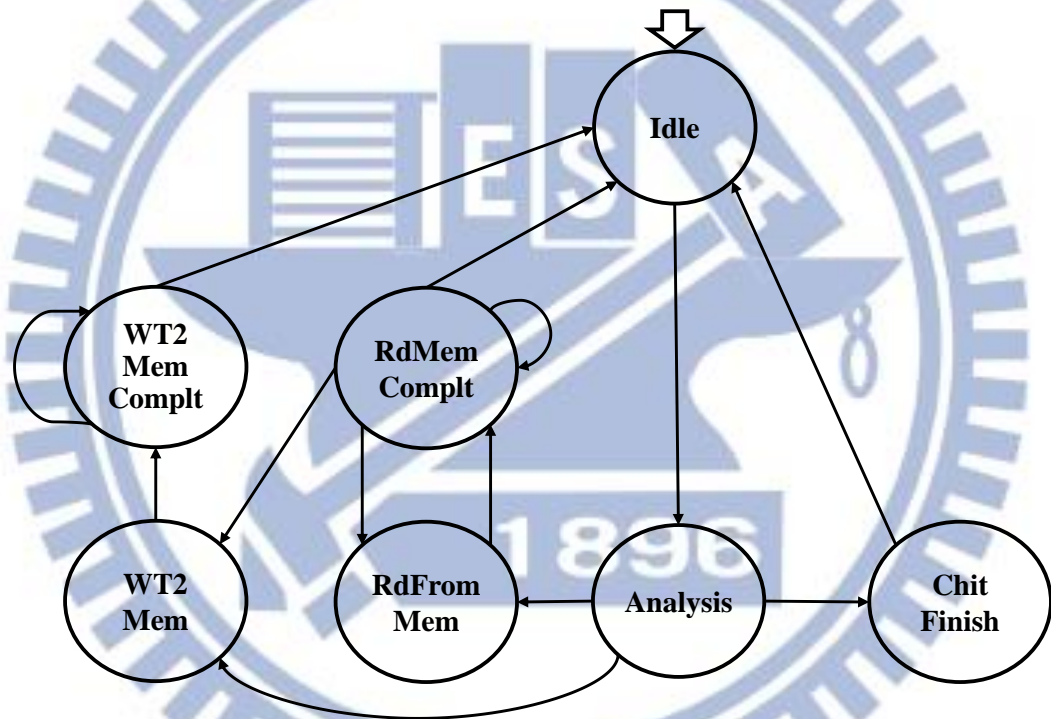 E S A
Idle
WT2
Mem
Complt
RdMem
Complt
1896
WT2
Mem
RdFrom
Mem
Analysis
Chit
Finish